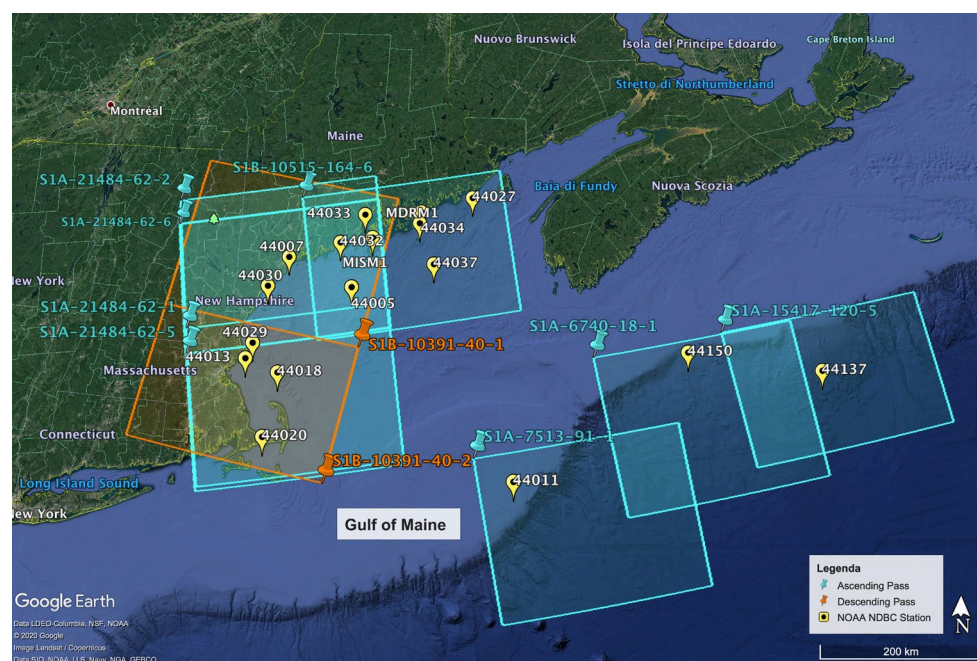 Nuovo Brunswick
Isola del Principe Edoardo
Cape Breton Island
Stretto di Northumberland
Montréal
Maine
S1B-10515-164-6
S1A-21484-62-2
Baia di Fundy
Nuova Scozia
44027
S1A-21484-62-6
44033
MDRM1
44034
44032
44007
MISM1
44037
44030
New York
New Hampshire
44005
S1A-21484-62-1
S1A-15417-120-5
S1A-21484-62-5
S1A-6740-18-1
44029
S1B-10391-40-1
44013
44150
Massachusetts
44018
44137
Connecticut
44020
S1A-7513-91-1
S1B-10391-40-2
Long Island Sound
44011
New York
Gulf of Maine
Legenda
Ascending Pass
Descending Pass
NOAA NDBC Station
Google Earth
Data LDEO-Columbia, NSF, NOAA
© 2020 Google
Image Landsat / Copernicus
Data SIO, NOAA, U.S. Navy, NGA, GEBCO
N
200 km